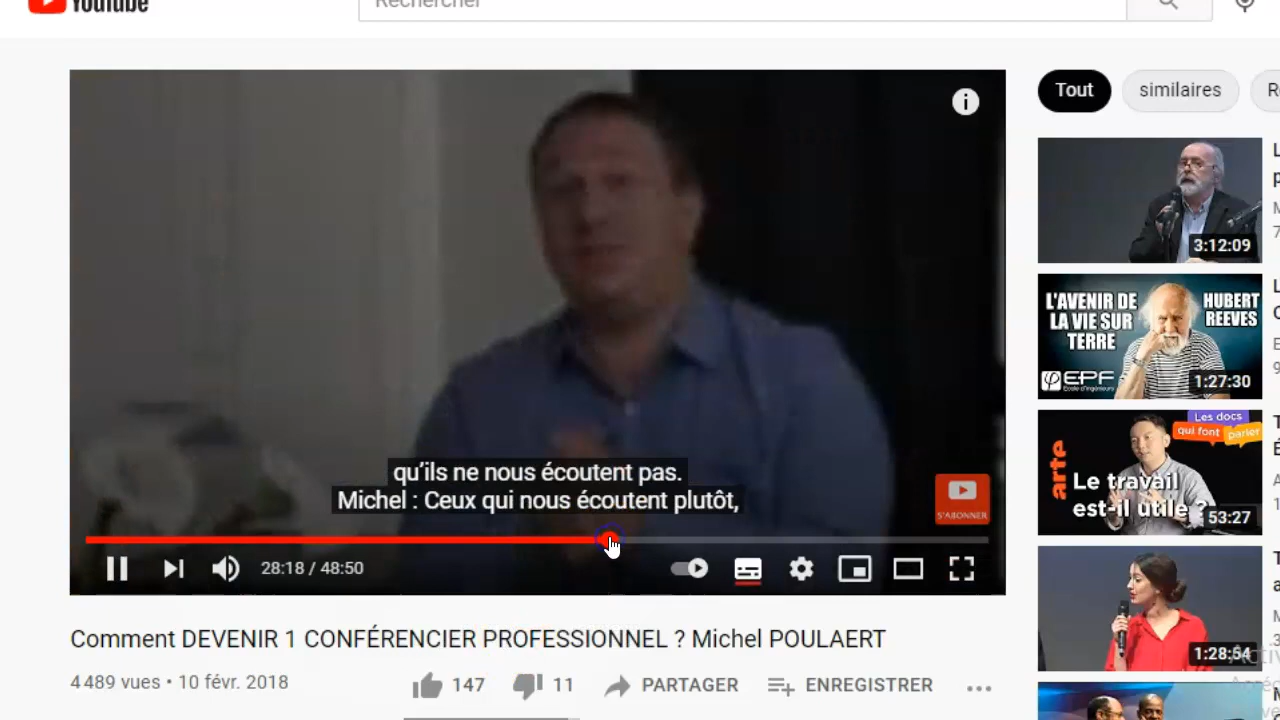 YouTube
Rechercher
Tout
similaires
R
qu'ils ne nous écoutent pas.
Michel : Ceux qui nous écoutent plutôt,
S'ABONNER
28:18 / 48:50
Comment DEVENIR 1 CONFÉRENCIER PROFESSIONNEL ? Michel POULAERT
4 489 vues • 10 févr. 2018
147
11
PARTAGER
ENREGISTRER
3:12:09
L'AVENIR DE
LA VIE SUR
TERRE
HUBERT
REEVES
EPF
1:27:30
Les docs
qui font parler
arte
Le travail
est-il utile ?
53:27
1:28:54